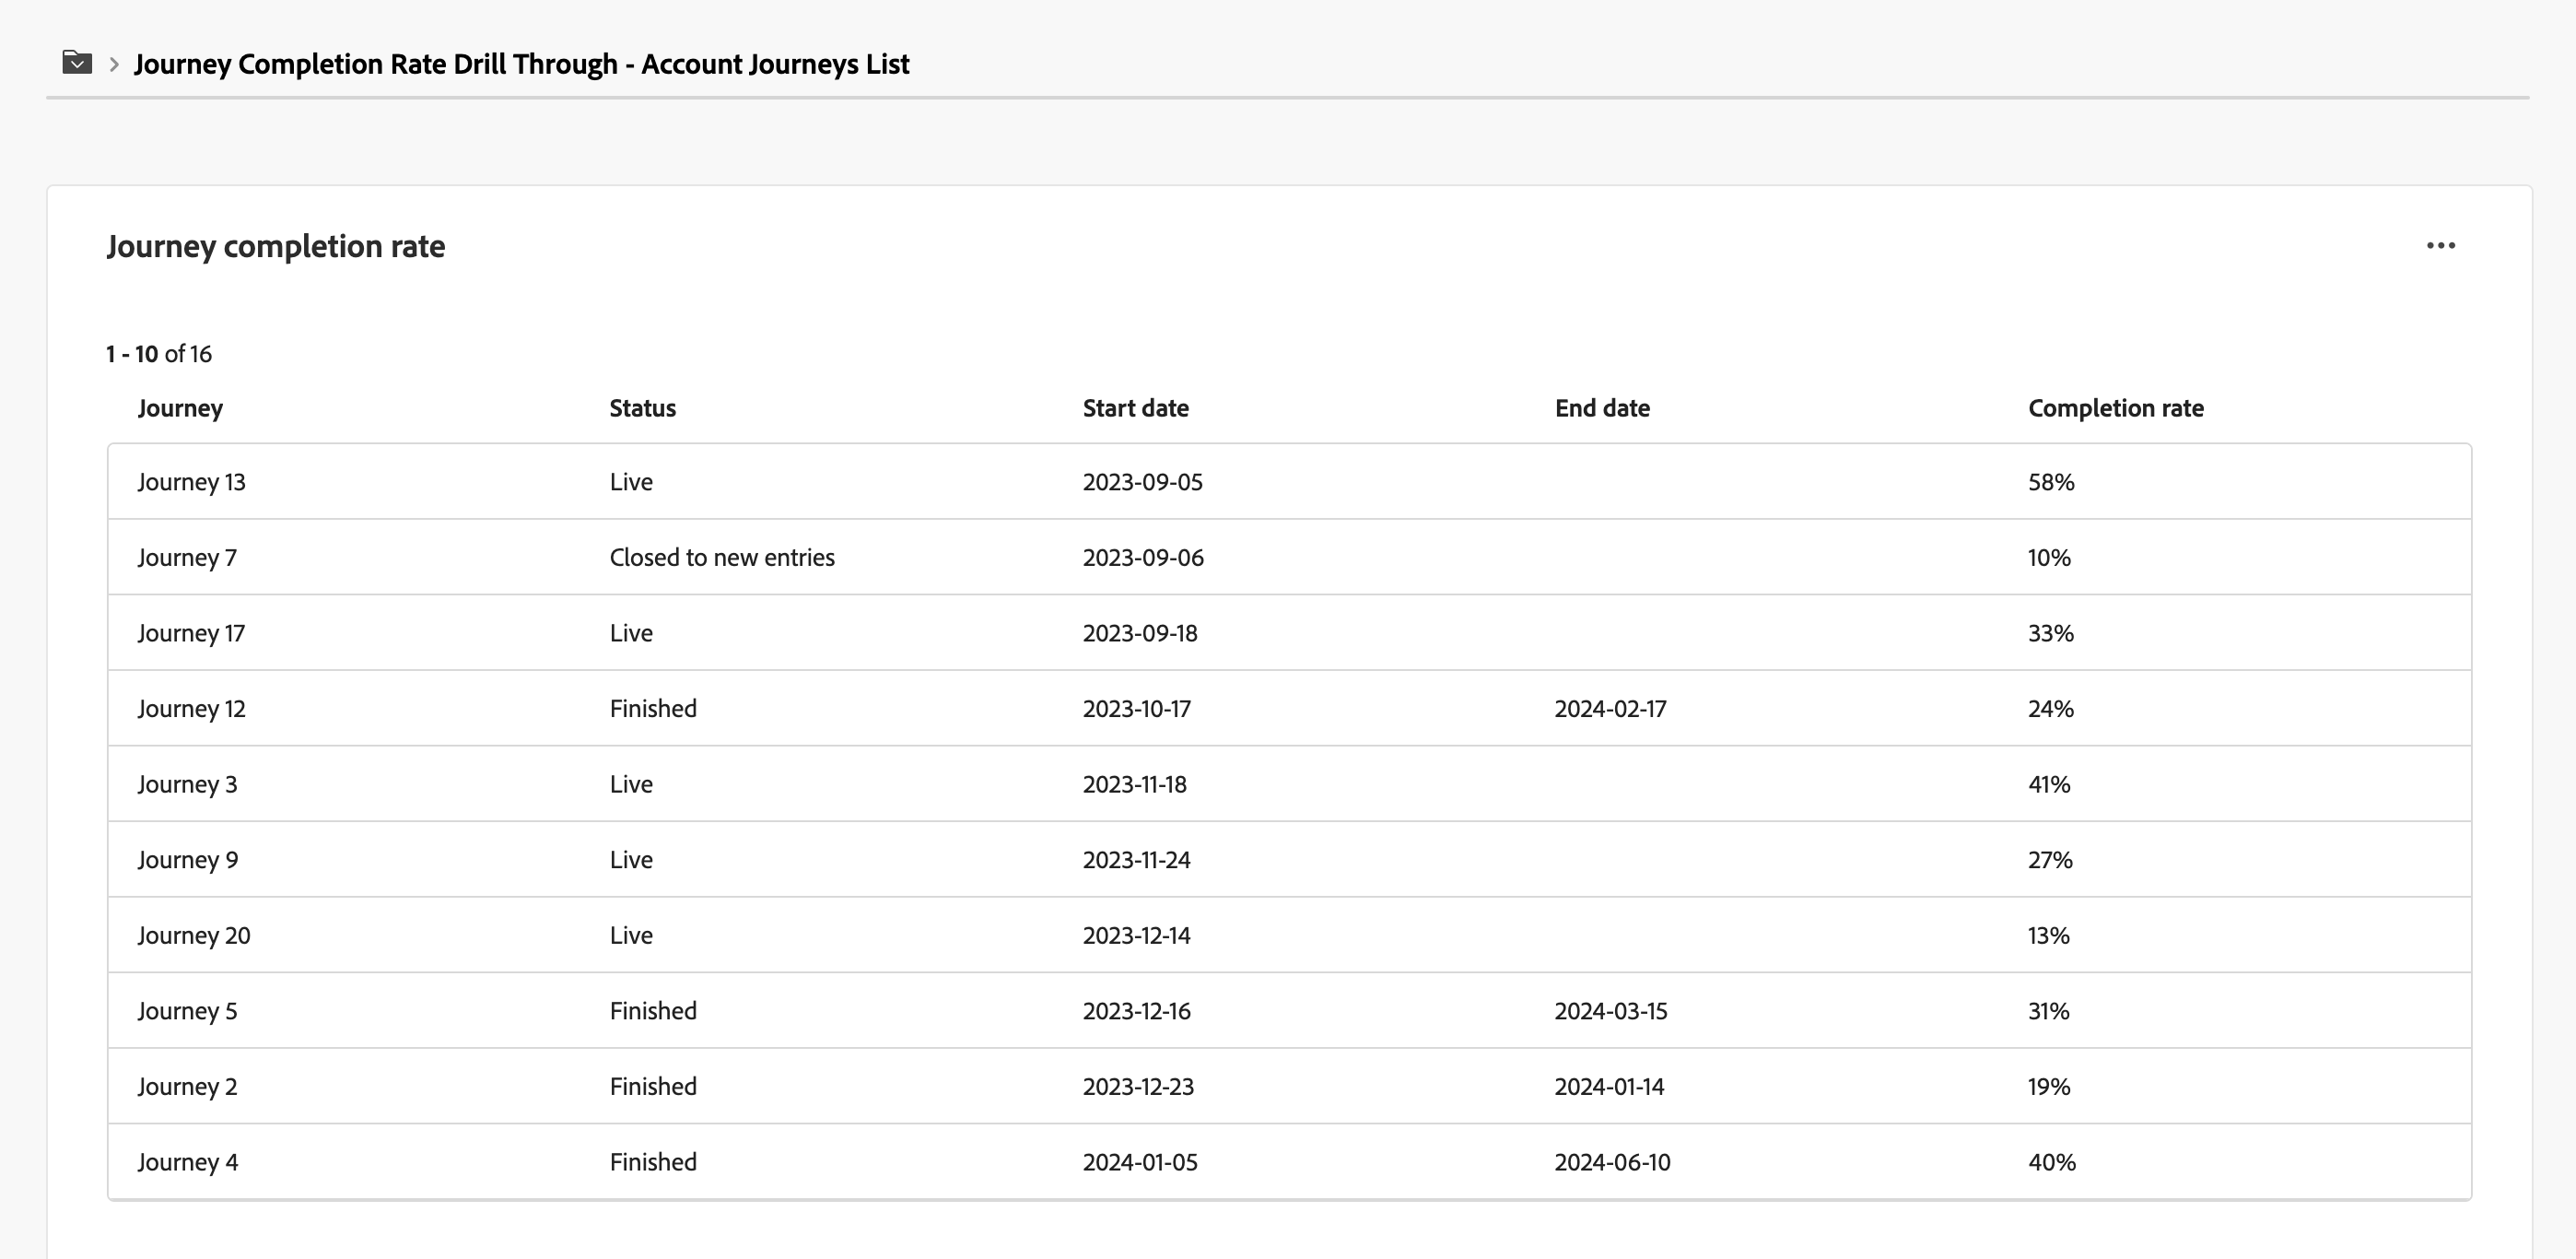 Journey Completion Rate Drill Through - Account Journeys List
Journey completion rate
1 - 10 of 16
Journey Status Start date End date Completion rate
Journey 13 Live 2023-09-05 58%
Journey 7 Closed to new entries 2023-09-06 10%
Journey 17 Live 2023-09-18 33%
Journey 12 Finished 2023-10-17 2024-02-17 24%
Journey 3 Live 2023-11-18 41%
Journey 9 Live 2023-11-24 27%
Journey 20 Live 2023-12-14 13%
Journey 5 Finished 2023-12-16 2024-03-15 31%
Journey 2 Finished 2023-12-23 2024-01-14 19%
Journey 4 Finished 2024-01-05 2024-06-10 40%